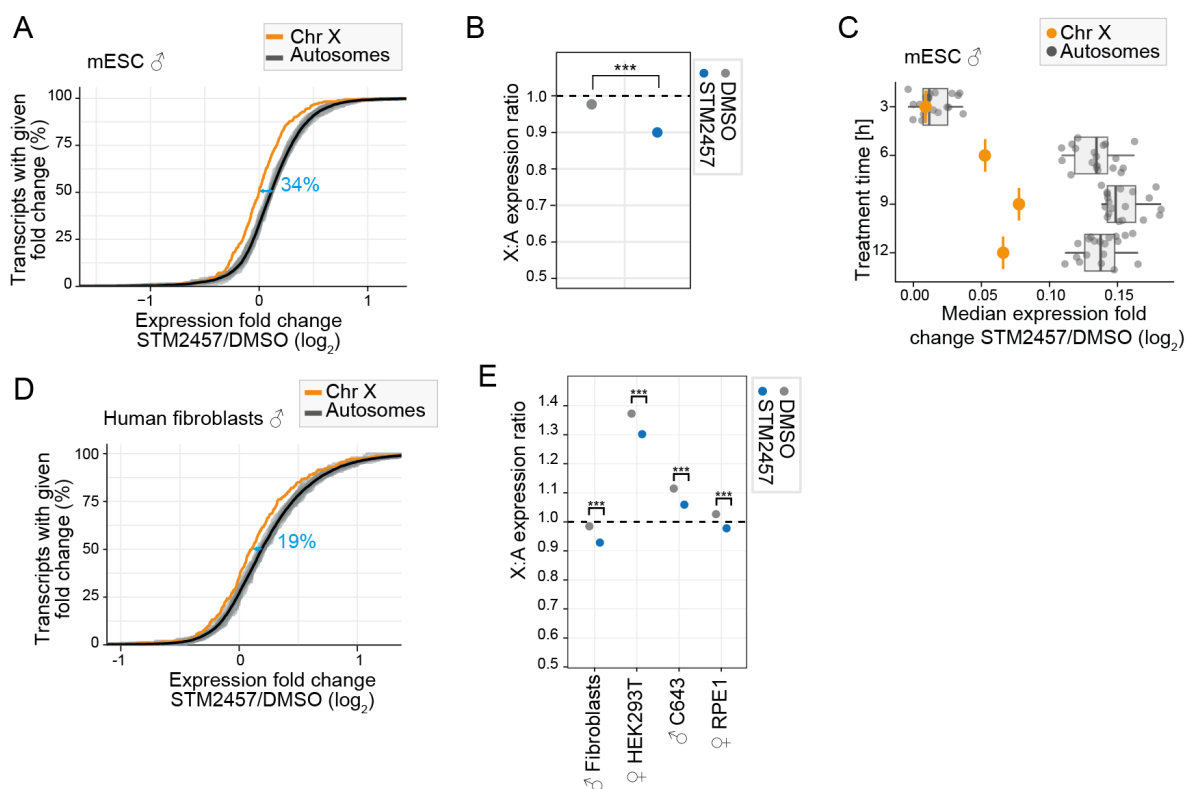 A
Chr X
Autosomes
mESC ♂
Transcripts with given
fold change (%)
100
75
50
25
0
34%
−1
0
1
Expression fold change
STM2457/DMSO (log2)
B
X:A expression ratio
***
1.0
0.9
0.8
0.7
0.6
0.5
DMSO
STM2457
C
Chr X
Autosomes
mESC ♂
Treatment time [h]
3
6
9
12
0.00
0.05
0.10
0.15
Median expression fold
change STM2457/DMSO (log2)
D
Chr X
Autosomes
Human fibroblasts ♂
Transcripts with given
fold change (%)
100
75
50
25
0
19%
-1
0
1
Expression fold change
STM2457/DMSO (log2)
E
X:A expression ratio
1.4
1.3
1.2
1.1
1.0
0.9
0.8
0.7
0.6
0.5
***
***
***
***
DMSO
STM2457
♂ Fibroblasts
♀ HEK293T
♂ C643
♀ RPE1